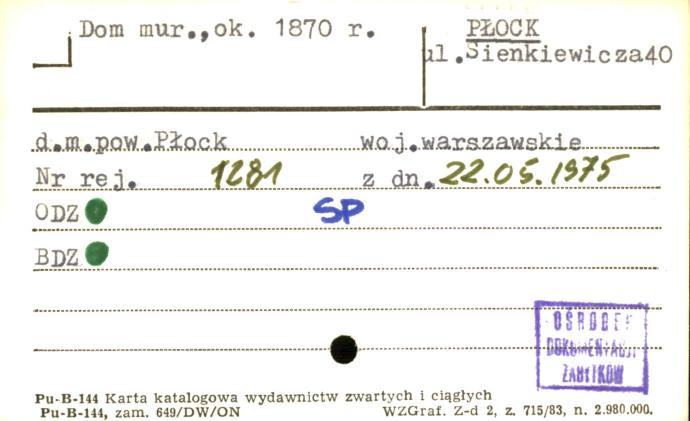 Dom mur., ok. 1870 r.
PŁOCK
ul.Sienkiewicza40
d.m.pow.Płock woj.warszawskie
Nr rej. 1281 z dn. 22.05.1975
ODZ SP
BDZ
OŚRODEK
DOKUMENTACJI
ZABYTKÓW
Pu-B-144 Karta katalogowa wydawnictw zwartych i ciągłych
Pu-B-144, zam. 649/DW/ON WZGraf. Z-d 2, z. 715/83, n. 2.980.000.